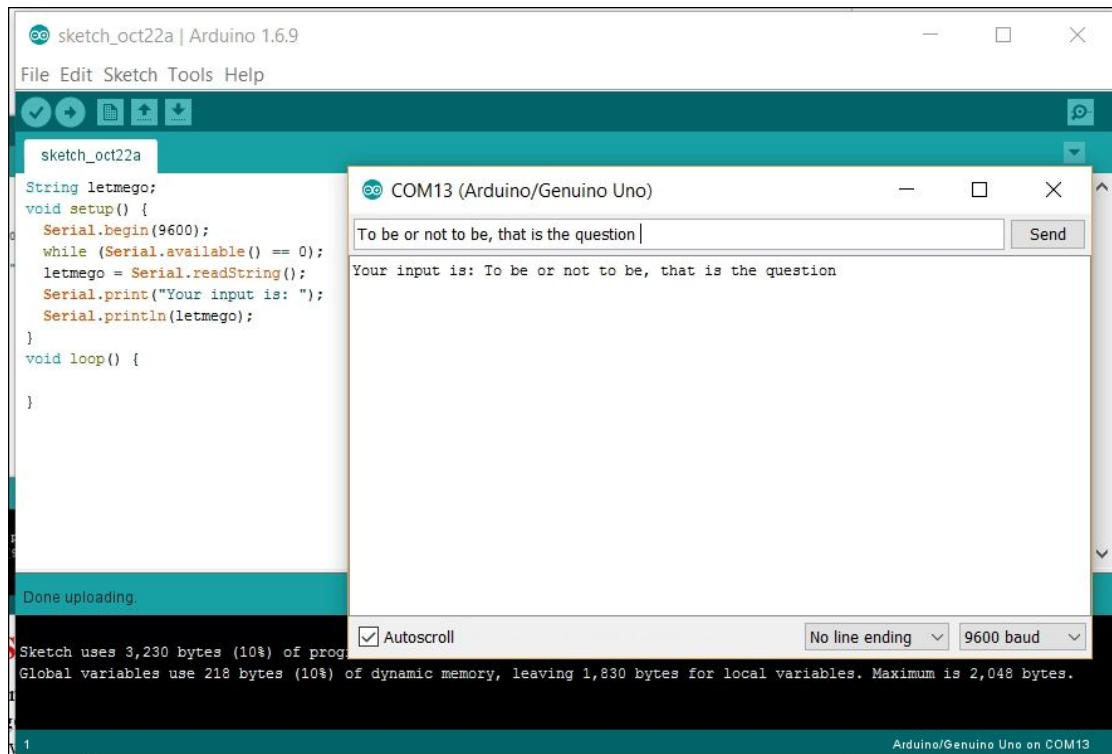 sketch_oct22a | Arduino 1.6.9
File Edit Sketch Tools Help
sketch_oct22a
String letmego;
void setup() {
Serial.begin(9600);
while (Serial.available() == 0);
letmego = Serial.readString();
Serial.print("Your input is: ");
Serial.println(letmego);
}
void loop() {
}
COM13 (Arduino/Genuino Uno)
To be or not to be, that is the question
Send
Your input is: To be or not to be, that is the question
Autoscroll
No line ending
9600 baud
Done uploading.
Sketch uses 3,230 bytes (10%) of prog
Global variables use 218 bytes (10%) of dynamic memory, leaving 1,830 bytes for local variables. Maximum is 2,048 bytes.
1
Arduino/Genuino Uno on COM13